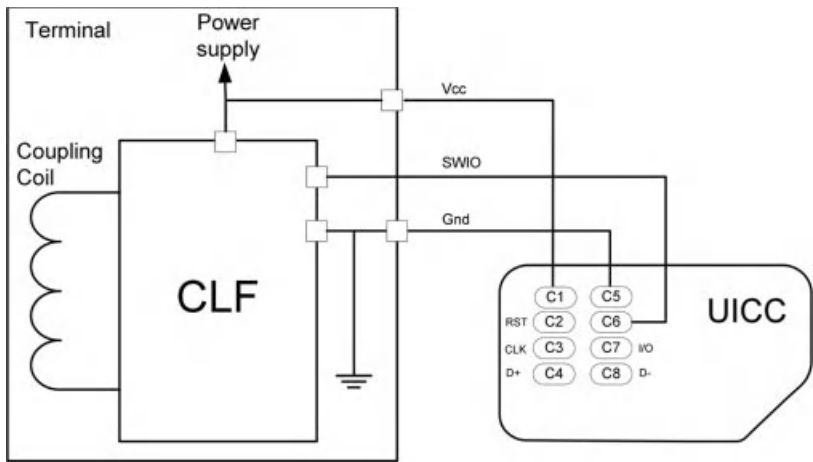 Terminal
Power
supply
Vcc
Coupling
Coil
SWIO
Gnd
CLF
UICC
C1 C5
RST C2 C6
CLK C3 C7 I/O
D+ C4 C8 D-